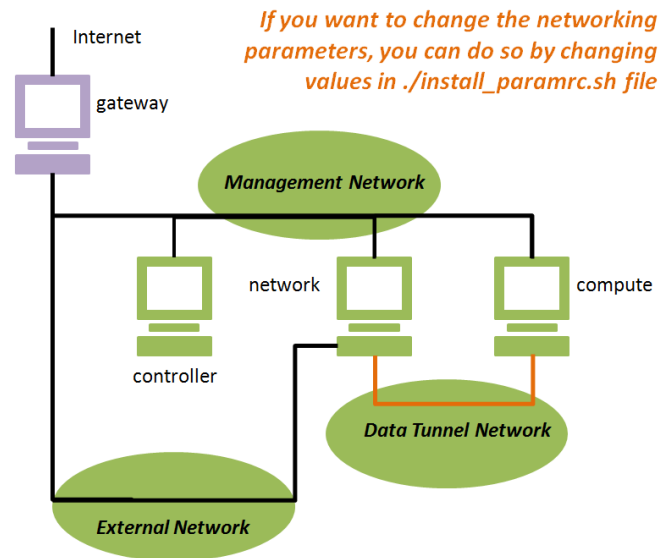 If you want to change the networking
parameters, you can do so by changing
values in ./install_paramrc.sh file
Internet
gateway
Management Network
network
compute
controller
Data Tunnel Network
External Network